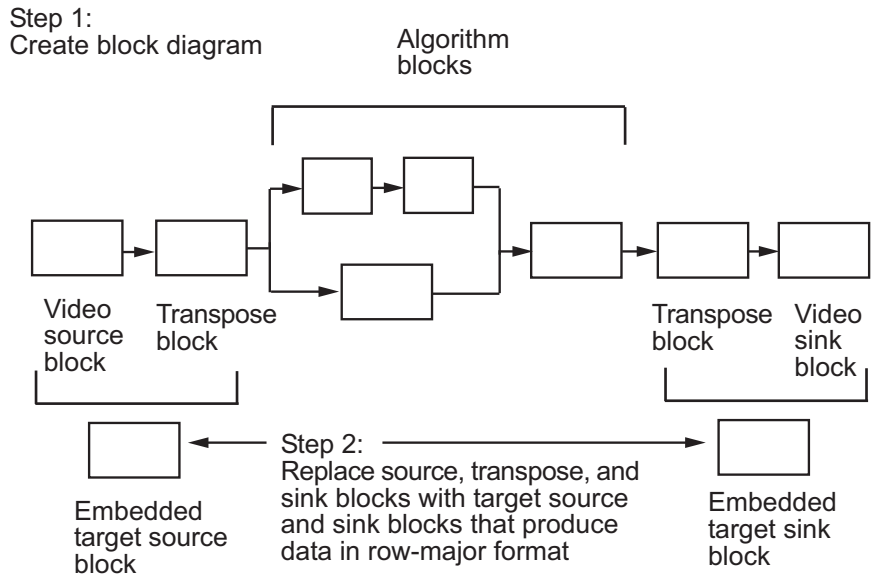 Step 1:
Create block diagram
Algorithm
blocks
Video
source
block
Transpose
block
Transpose
block
Video
sink
block
Step 2:
Replace source, transpose, and
sink blocks with target source
and sink blocks that produce
data in row-major format
Embedded
target source
block
Embedded
target sink
block